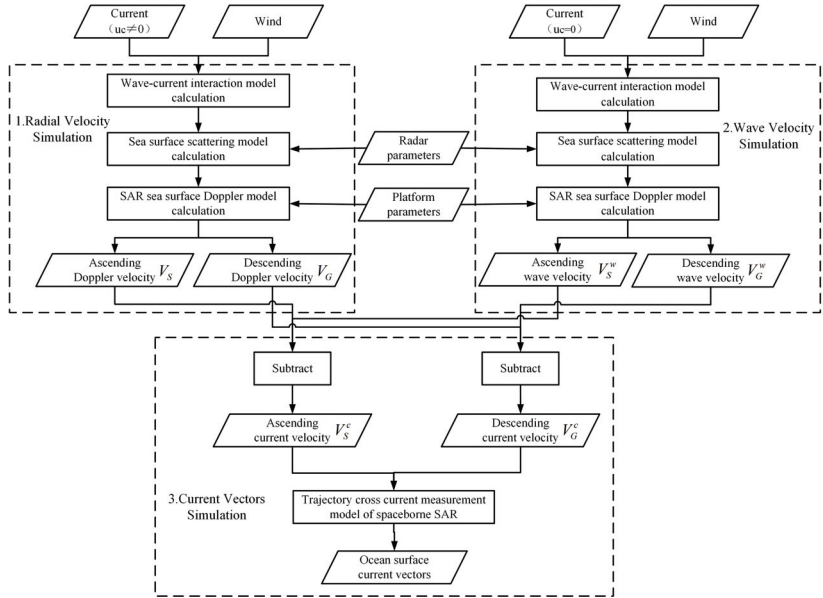 Current
（uc≠0）
Wind
Current
（uc=0）
Wind
1.Radial Velocity
Simulation
Wave-current interaction model
calculation
Sea surface scattering model
calculation
SAR sea surface Doppler model
calculation
Ascending
Doppler velocity V_S
Descending
Doppler velocity V_G
Radar
parameters
Platform
parameters
2.Wave Velocity
Simulation
Wave-current interaction model
calculation
Sea surface scattering model
calculation
SAR sea surface Doppler model
calculation
Ascending
wave velocity V_S^w
Descending
wave velocity V_G^w
Subtract
Subtract
Ascending
current velocity V_S^c
Descending
current velocity V_G^c
3.Current Vectors
Simulation
Trajectory cross current measurement
model of spaceborne SAR
Ocean surface
current vectors